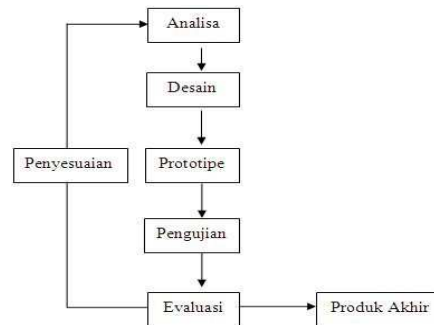 Analisa
Desain
Penyesuaian
Prototipe
Pengujian
Evaluasi
Produk Akhir